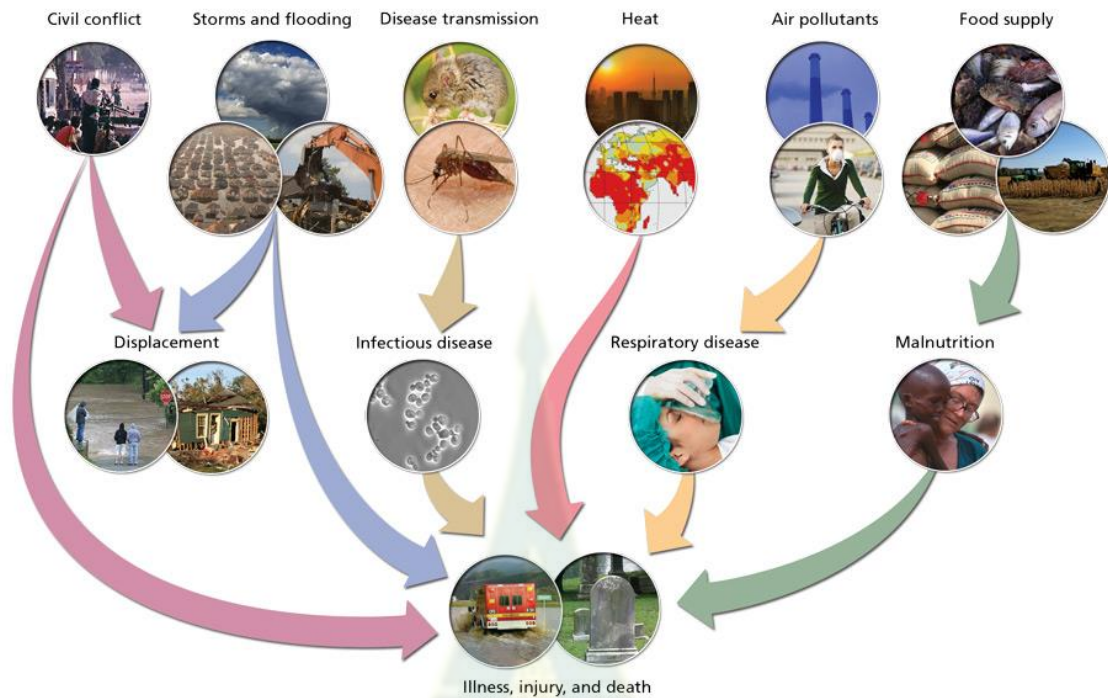 Civil conflict
Storms and flooding
Disease transmission
Heat
Air pollutants
Food supply
Displacement
Infectious disease
Respiratory disease
Malnutrition
Illness, injury, and death